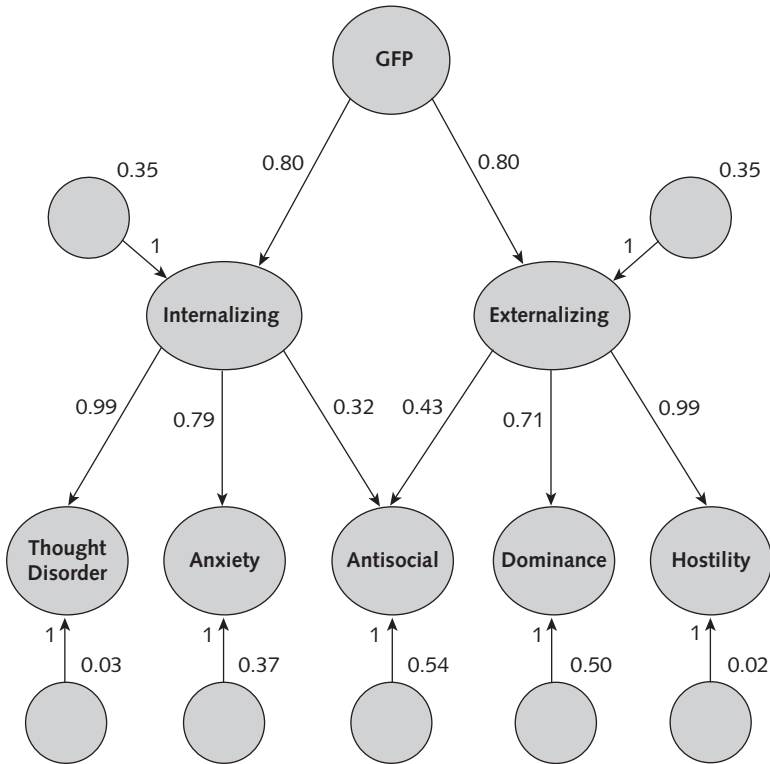 GFP
0.80
0.80
0.35
0.35
1
1
Internalizing
Externalizing
0.99
0.79
0.32
0.43
0.71
0.99
Thought
Disorder
Anxiety
Antisocial
Dominance
Hostility
1
1
1
1
1
0.03
0.37
0.54
0.50
0.02